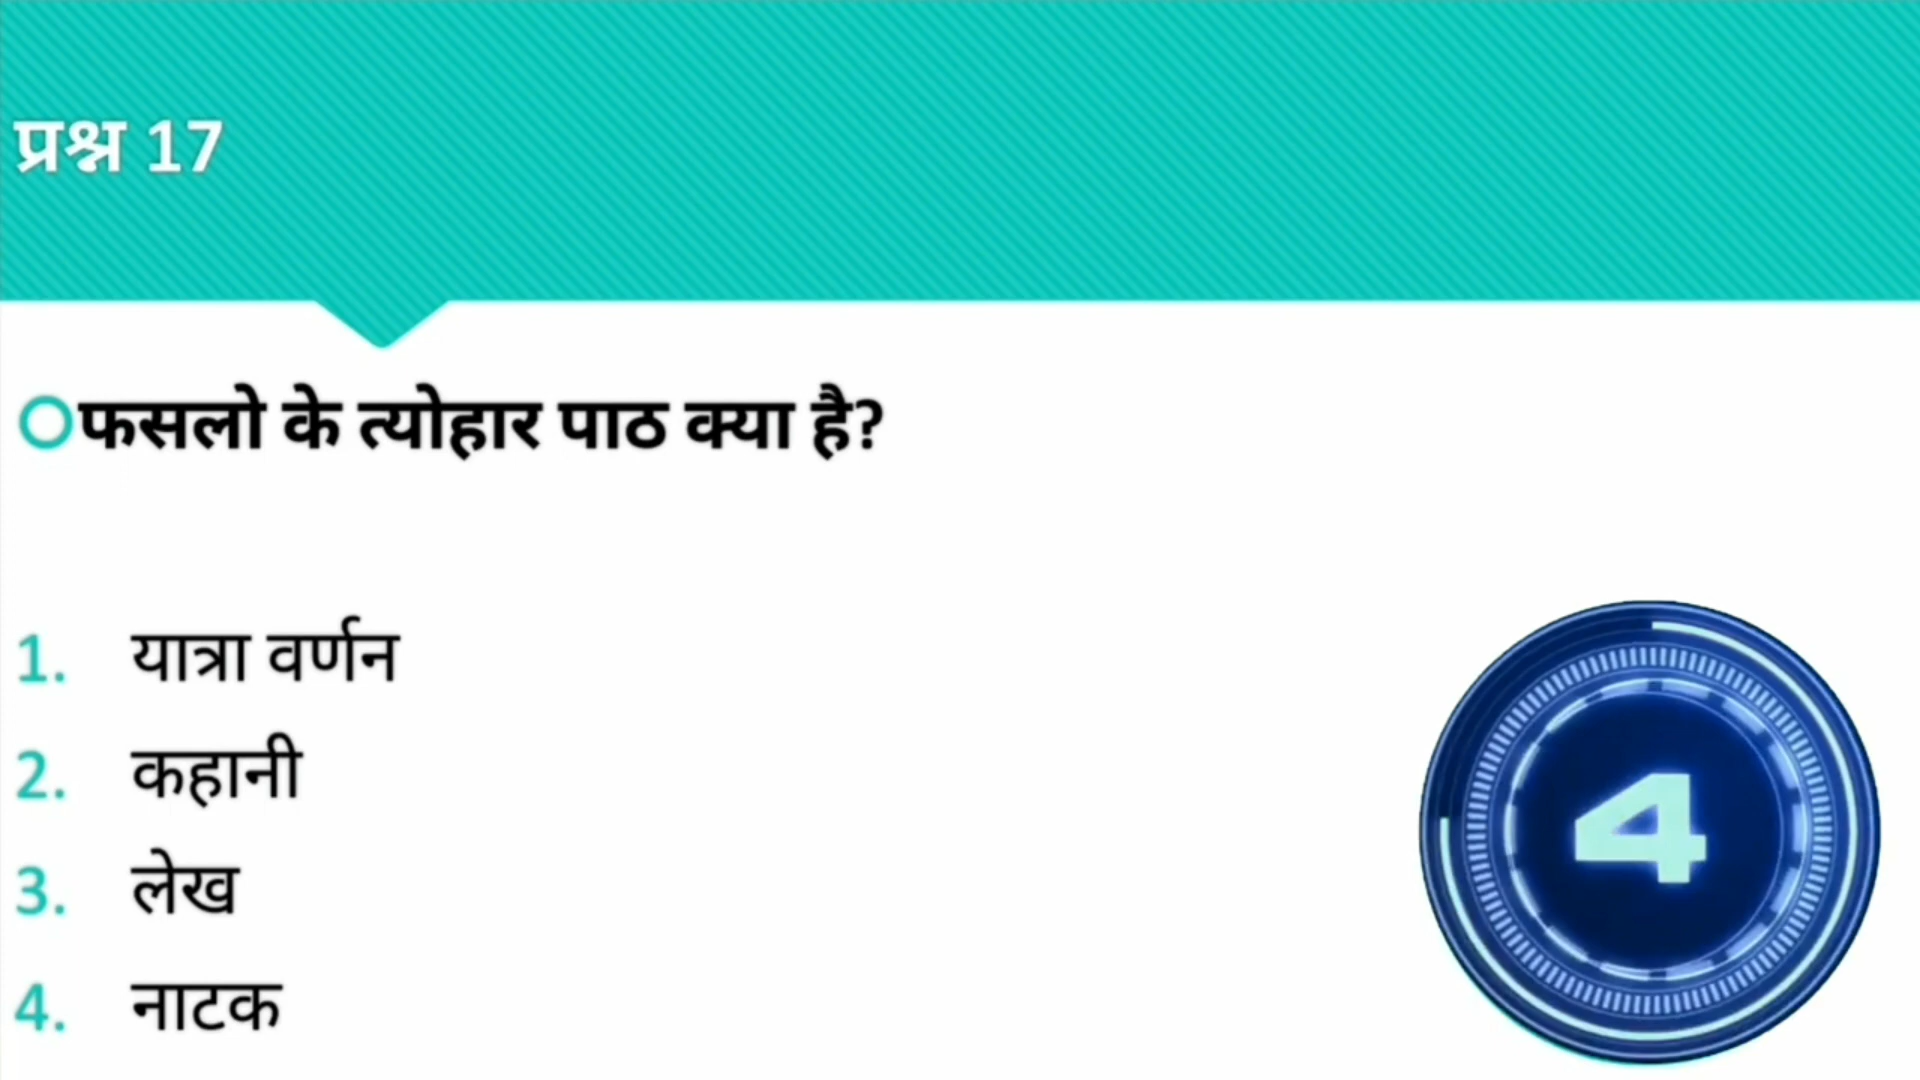 प्रश्न 17
फसलो के त्योहार पाठ क्या है?
1. यात्रा वर्णन
2. कहानी
3. लेख
4. नाटक
4